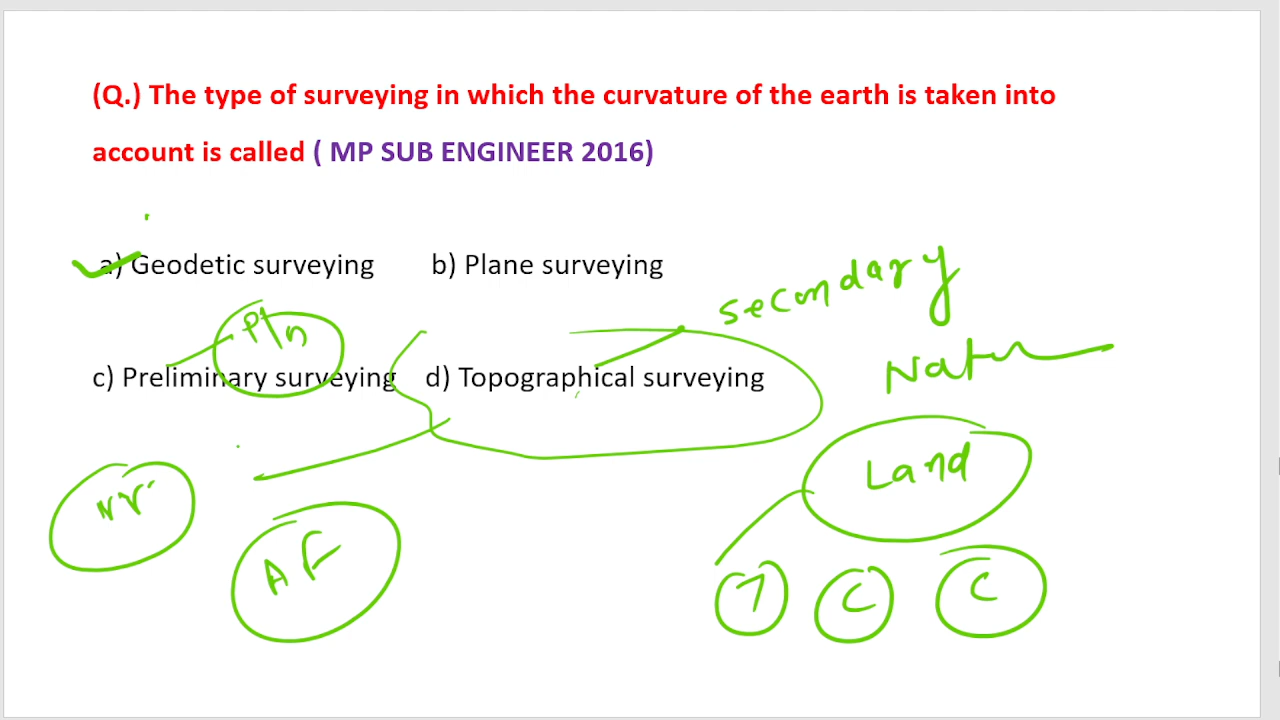 (Q.) The type of surveying in which the curvature of the earth is taken into
account is called ( MP SUB ENGINEER 2016)
a) Geodetic surveying b) Plane surveying
secondary
Pln
c) Preliminary surveying d) Topographical surveying
Land
AF
C C